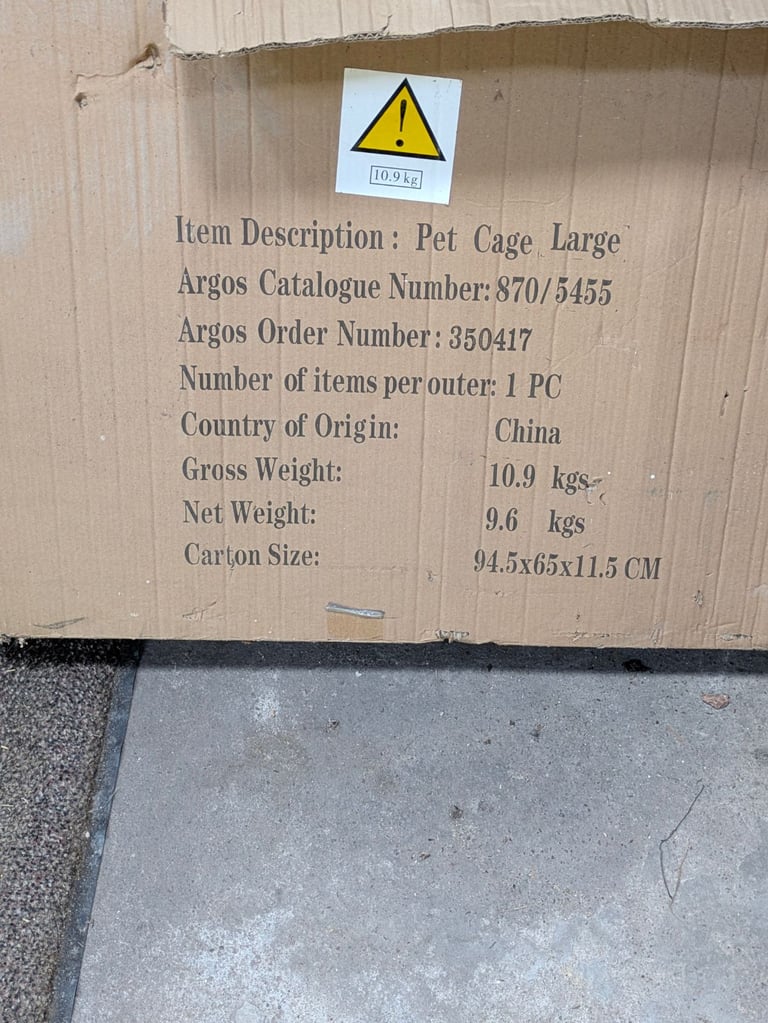 !
10.9 kg
Item Description : Pet Cage Large
Argos Catalogue Number: 870/5455
Argos Order Number: 350417
Number of items per outer: 1 PC
Country of Origin: China
Gross Weight: 10.9 kgs
Net Weight: 9.6 kgs
Carton Size: 94.5x65x11.5 CM